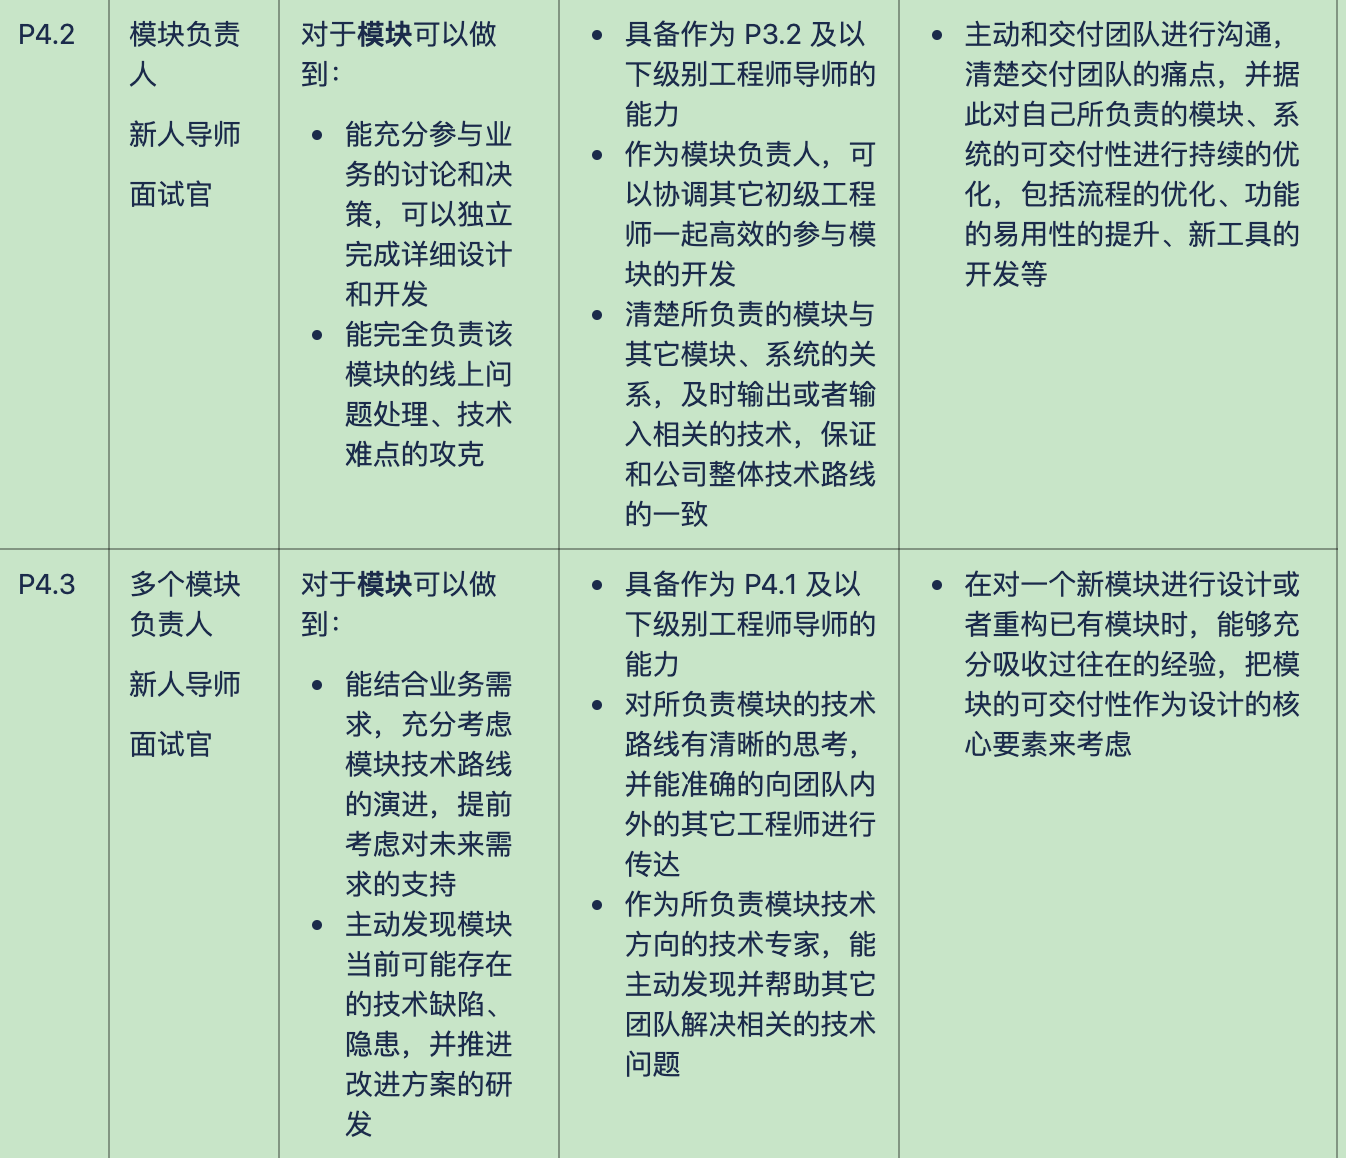 P4.2
模块负责
人
新人导师
面试官
对于模块可以做
到：
能充分参与业
务的讨论和决
策，可以独立
完成详细设计
和开发
能完全负责该
模块的线上问
题处理、技术
难点的攻克
具备作为 P3.2 及以
下级别工程师导师的
能力
作为模块负责人，可
以协调其它初级工程
师一起高效的参与模
块的开发
清楚所负责的模块与
其它模块、系统的关
系，及时输出或者输
入相关的技术，保证
和公司整体技术路线
的一致
主动和交付团队进行沟通，
清楚交付团队的痛点，并据
此对自己所负责的模块、系
统的可交付性进行持续的优
化，包括流程的优化、功能
的易用性的提升、新工具的
开发等
P4.3
多个模块
负责人
新人导师
面试官
对于模块可以做
到：
能结合业务需
求，充分考虑
模块技术路线
的演进，提前
考虑对未来需
求的支持
主动发现模块
当前可能存在
的技术缺陷、
隐患，并推进
改进方案的研
发
具备作为 P4.1 及以
下级别工程师导师的
能力
对所负责模块的技术
路线有清晰的思考，
并能准确的向团队内
外的其它工程师进行
传达
作为所负责模块技术
方向的技术专家，能
主动发现并帮助其它
团队解决相关的技术
问题
在对一个新模块进行设计或
者重构已有模块时，能够充
分吸收过往在的经验，把模
块的可交付性作为设计的核
心要素来考虑